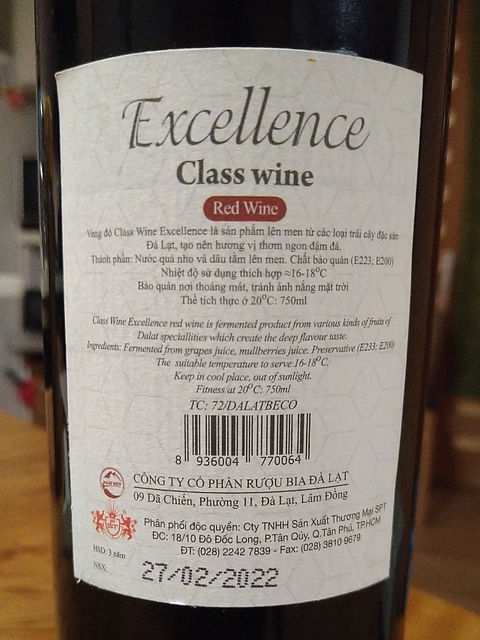 Excellence
Class wine
Red Wine
Vang đỏ Class Wine Excellence là sản phẩm lên men từ các loại trái cây đặc sản
Đà Lạt, tạo nên hương vị thơm ngon đậm đà.
Thành phần: Nước quả nho và dâu tằm lên men. Chất bảo quản (E223; E200)
Nhiệt độ sử dụng thích hợp ≈16-18⁰C
Bảo quản nơi thoáng mát, tránh ánh nắng mặt trời
Thể tích thực ở 20⁰C: 750ml
Class Wine Excellence red wine is fermented product from various kinds of fruits of
Dalat speciallities which create the deep flavour taste.
Ingredients: Fermented from grapes juice, mullberries juice. Preservative (E233; E200)
The suitable temperature to serve 16-18⁰C.
Keep in cool place, out of sunlight.
Fitness at 20⁰C: 750ml
TC: 72/DALATBECO
8 936004 770064
CÔNG TY CỔ PHẦN RƯỢU BIA ĐÀ LẠT
09 Dã Chiến, Phường 11, Đà Lạt, Lâm Đồng
Phân phối độc quyền: Cty TNHH Sản Xuất Thương Mại SPT
ĐC: 18/10 Đô Đốc Long, P.Tân Qúy, Q.Tân Phú, TP.HCM
ĐT: (028) 2242 7839 - Fax: (028) 3810 9679
HSD: 3 năm
NSX:
27/02/2022